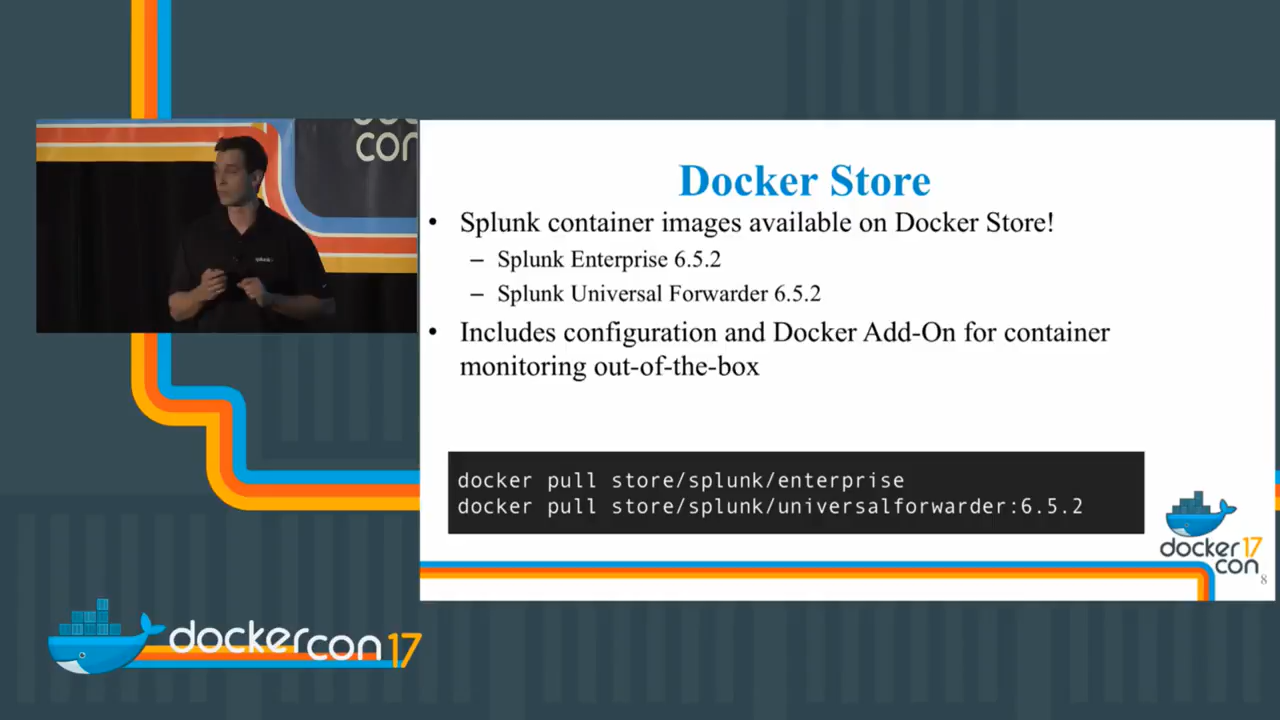 con
splunk>
Docker Store
• Splunk container images available on Docker Store!
– Splunk Enterprise 6.5.2
– Splunk Universal Forwarder 6.5.2
• Includes configuration and Docker Add-On for container
monitoring out-of-the-box
docker pull store/splunk/enterprise
docker pull store/splunk/universalforwarder:6.5.2
docker 17
con
8
dockercon 17